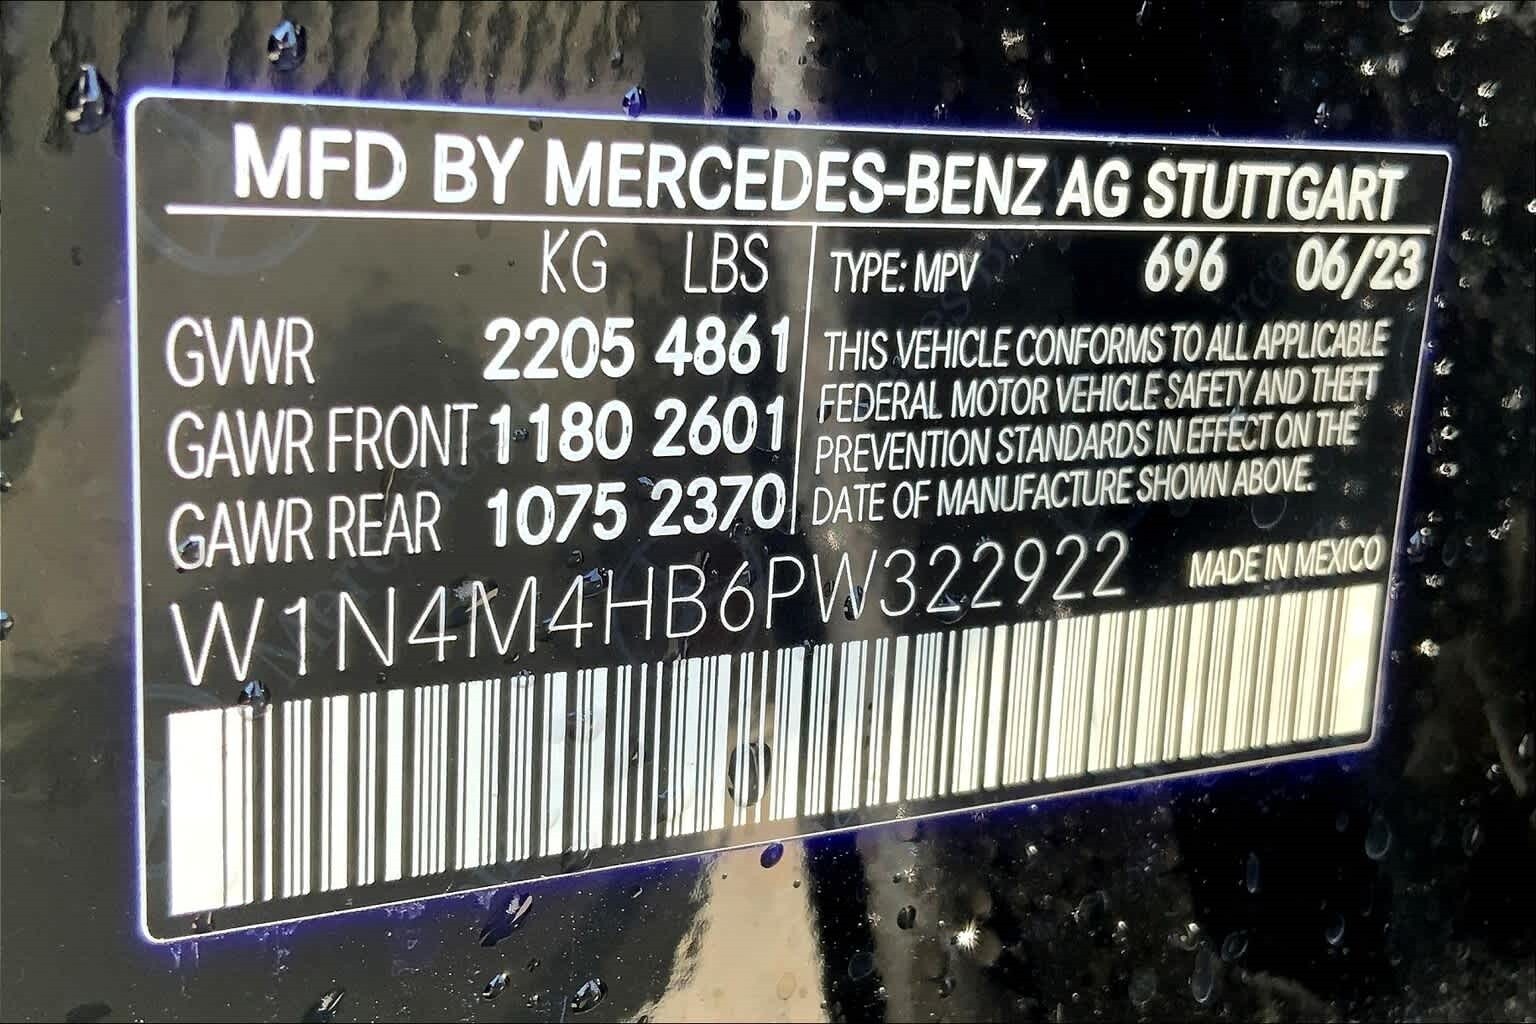 MFD BY MERCEDES-BENZ AG STUTTGART
KG LBS
GVWR 2205 4861
GAWR FRONT 1180 2601
GAWR REAR 1075 2370
TYPE: MPV 696 06/23
THIS VEHICLE CONFORMS TO ALL APPLICABLE
FEDERAL MOTOR VEHICLE SAFETY AND THEFT
PREVENTION STANDARDS IN EFFECT ON THE
DATE OF MANUFACTURE SHOWN ABOVE.
W1N4M4HB6PW322922 MADE IN MEXICO